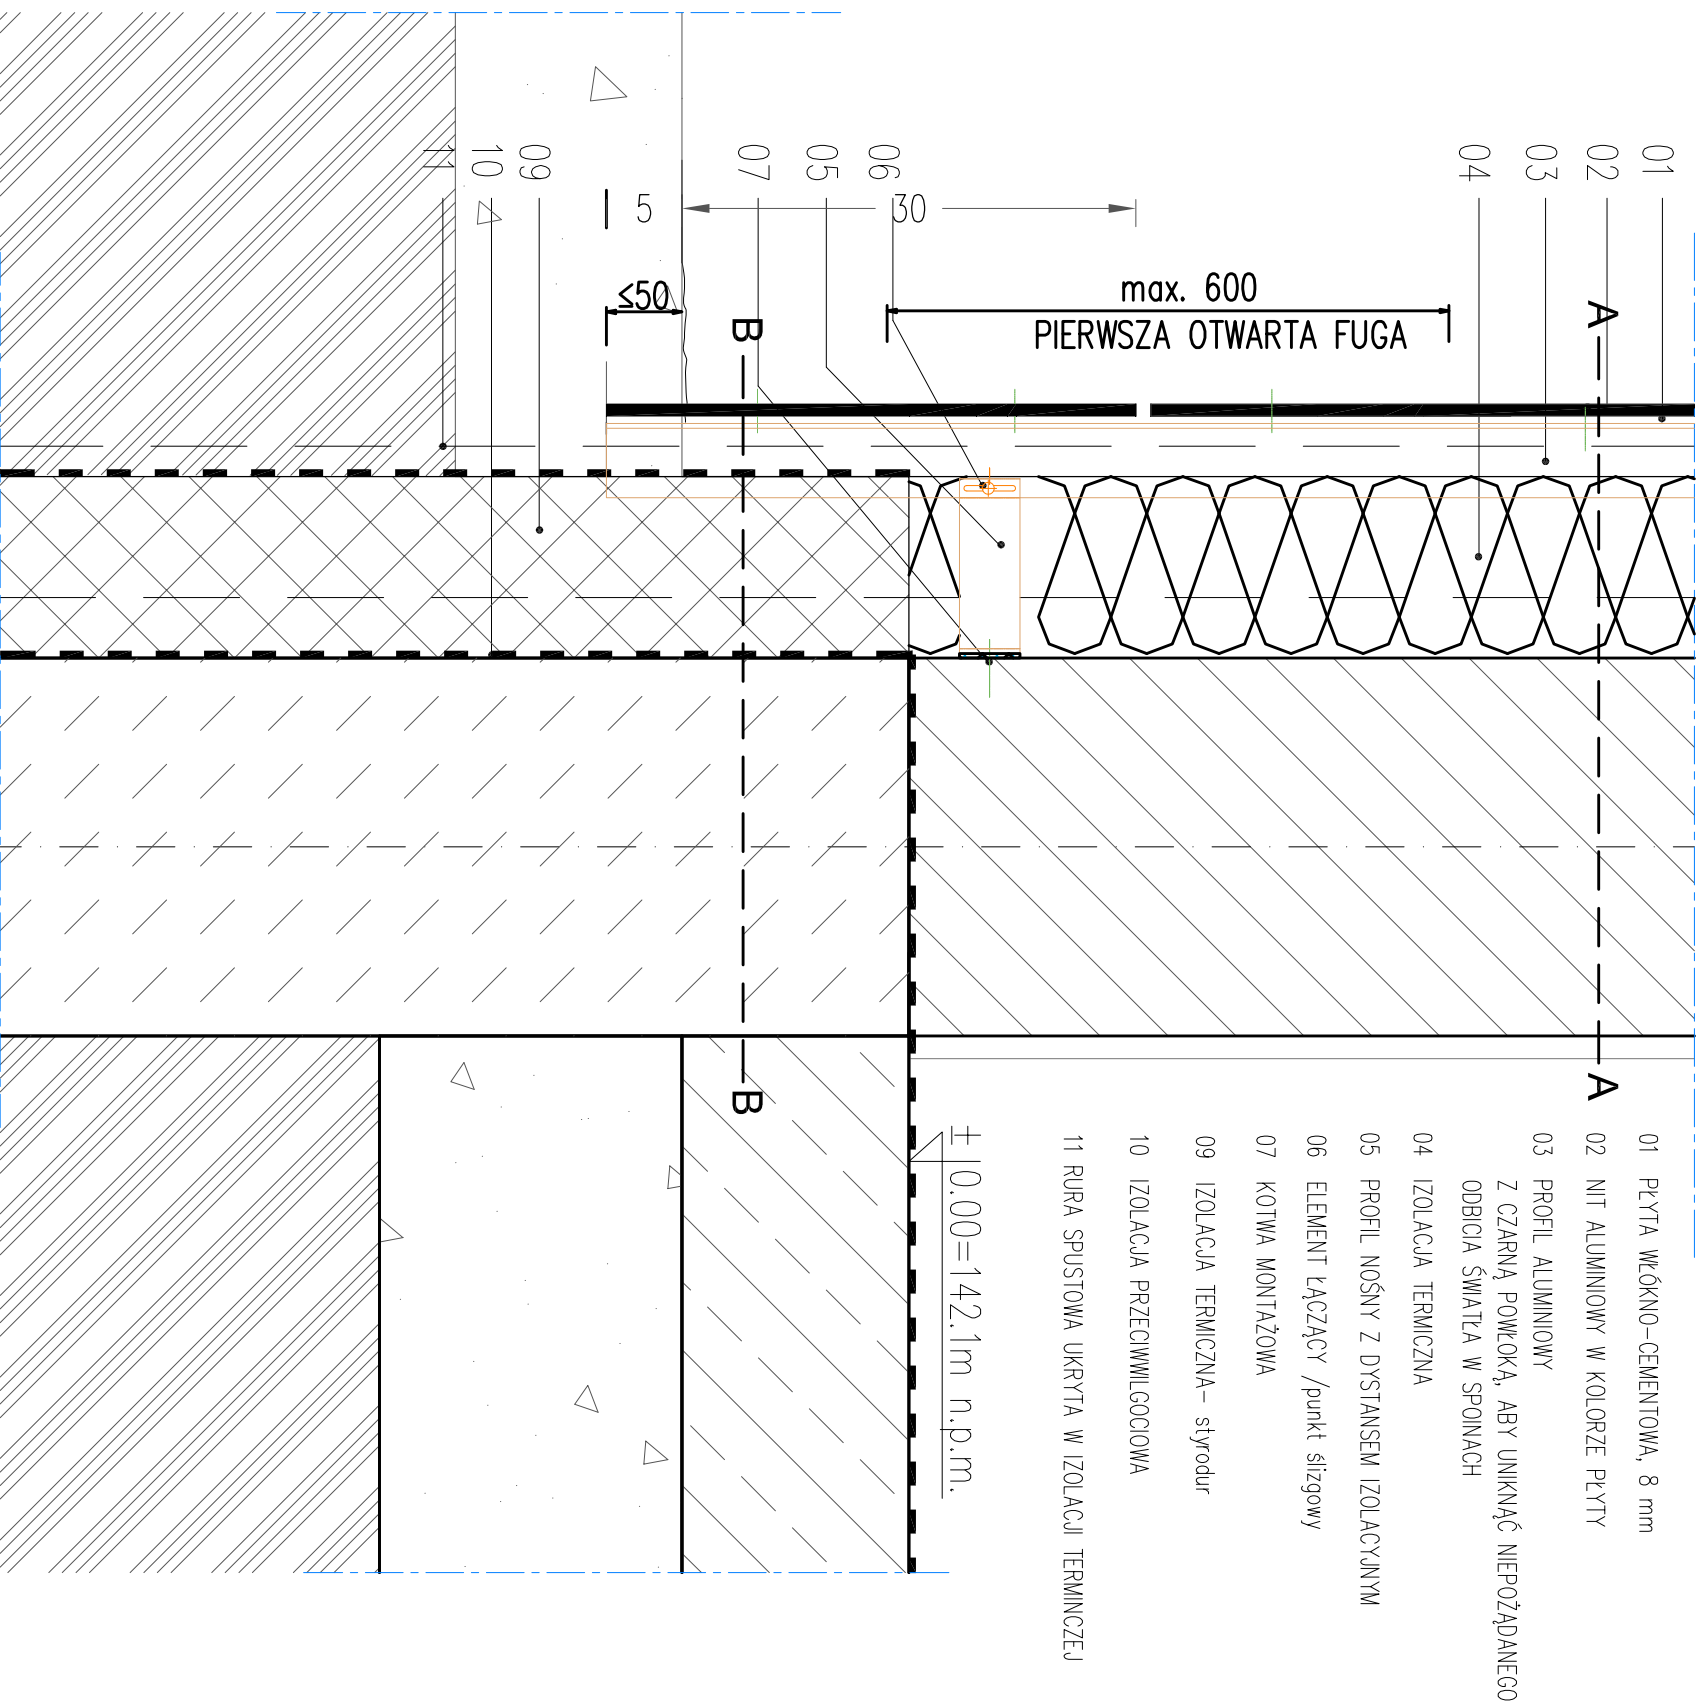 01
02
03
04
06
05
07
09
10
11
5
30
≤50
max. 600
PIERWSZA OTWARTA FUGA
A
A
B
B
01 PŁYTA WŁÓKNO-CEMENTOWA, 8 mm
02 NIT ALUMINIOWY W KOLORZE PŁYTY
03 PROFIL ALUMINIOWY
Z CZARNĄ POWŁOKĄ, ABY UNIKNĄĆ NIEPOŻĄDANEGO
ODBICIA ŚWIATŁA W SPOINACH
04 IZOLACJA TERMICZNA
05 PROFIL NOŚNY Z DYSTANSEM IZOLACYJNYM
06 ELEMENT ŁĄCZĄCY /punkt ślizgowy
07 KOTWA MONTAŻOWA
09 IZOLACJA TERMICZNA- styrodur
10 IZOLACJA PRZECIWWILGOCIOWA
11 RURA SPUSTOWA UKRYTA W IZOLACJI TERMINCZEJ
± 0.00=142.1m n.p.m.